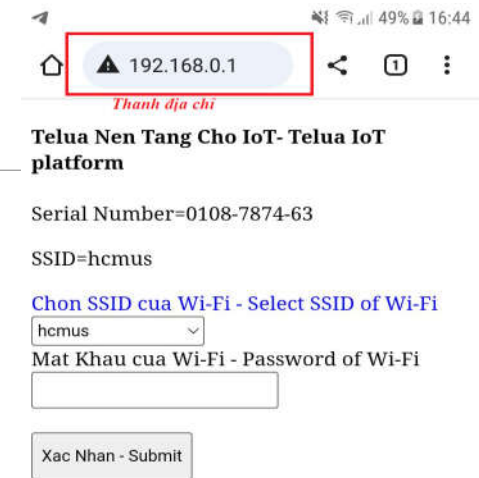 49% 16:44
192.168.0.1
1
Thanh địa chỉ
Telua Nen Tang Cho IoT- Telua IoT
platform
Serial Number=0108-7874-63
SSID=hcmus
Chon SSID cua Wi-Fi - Select SSID of Wi-Fi
hcmus
Mat Khau cua Wi-Fi - Password of Wi-Fi
Xac Nhan - Submit